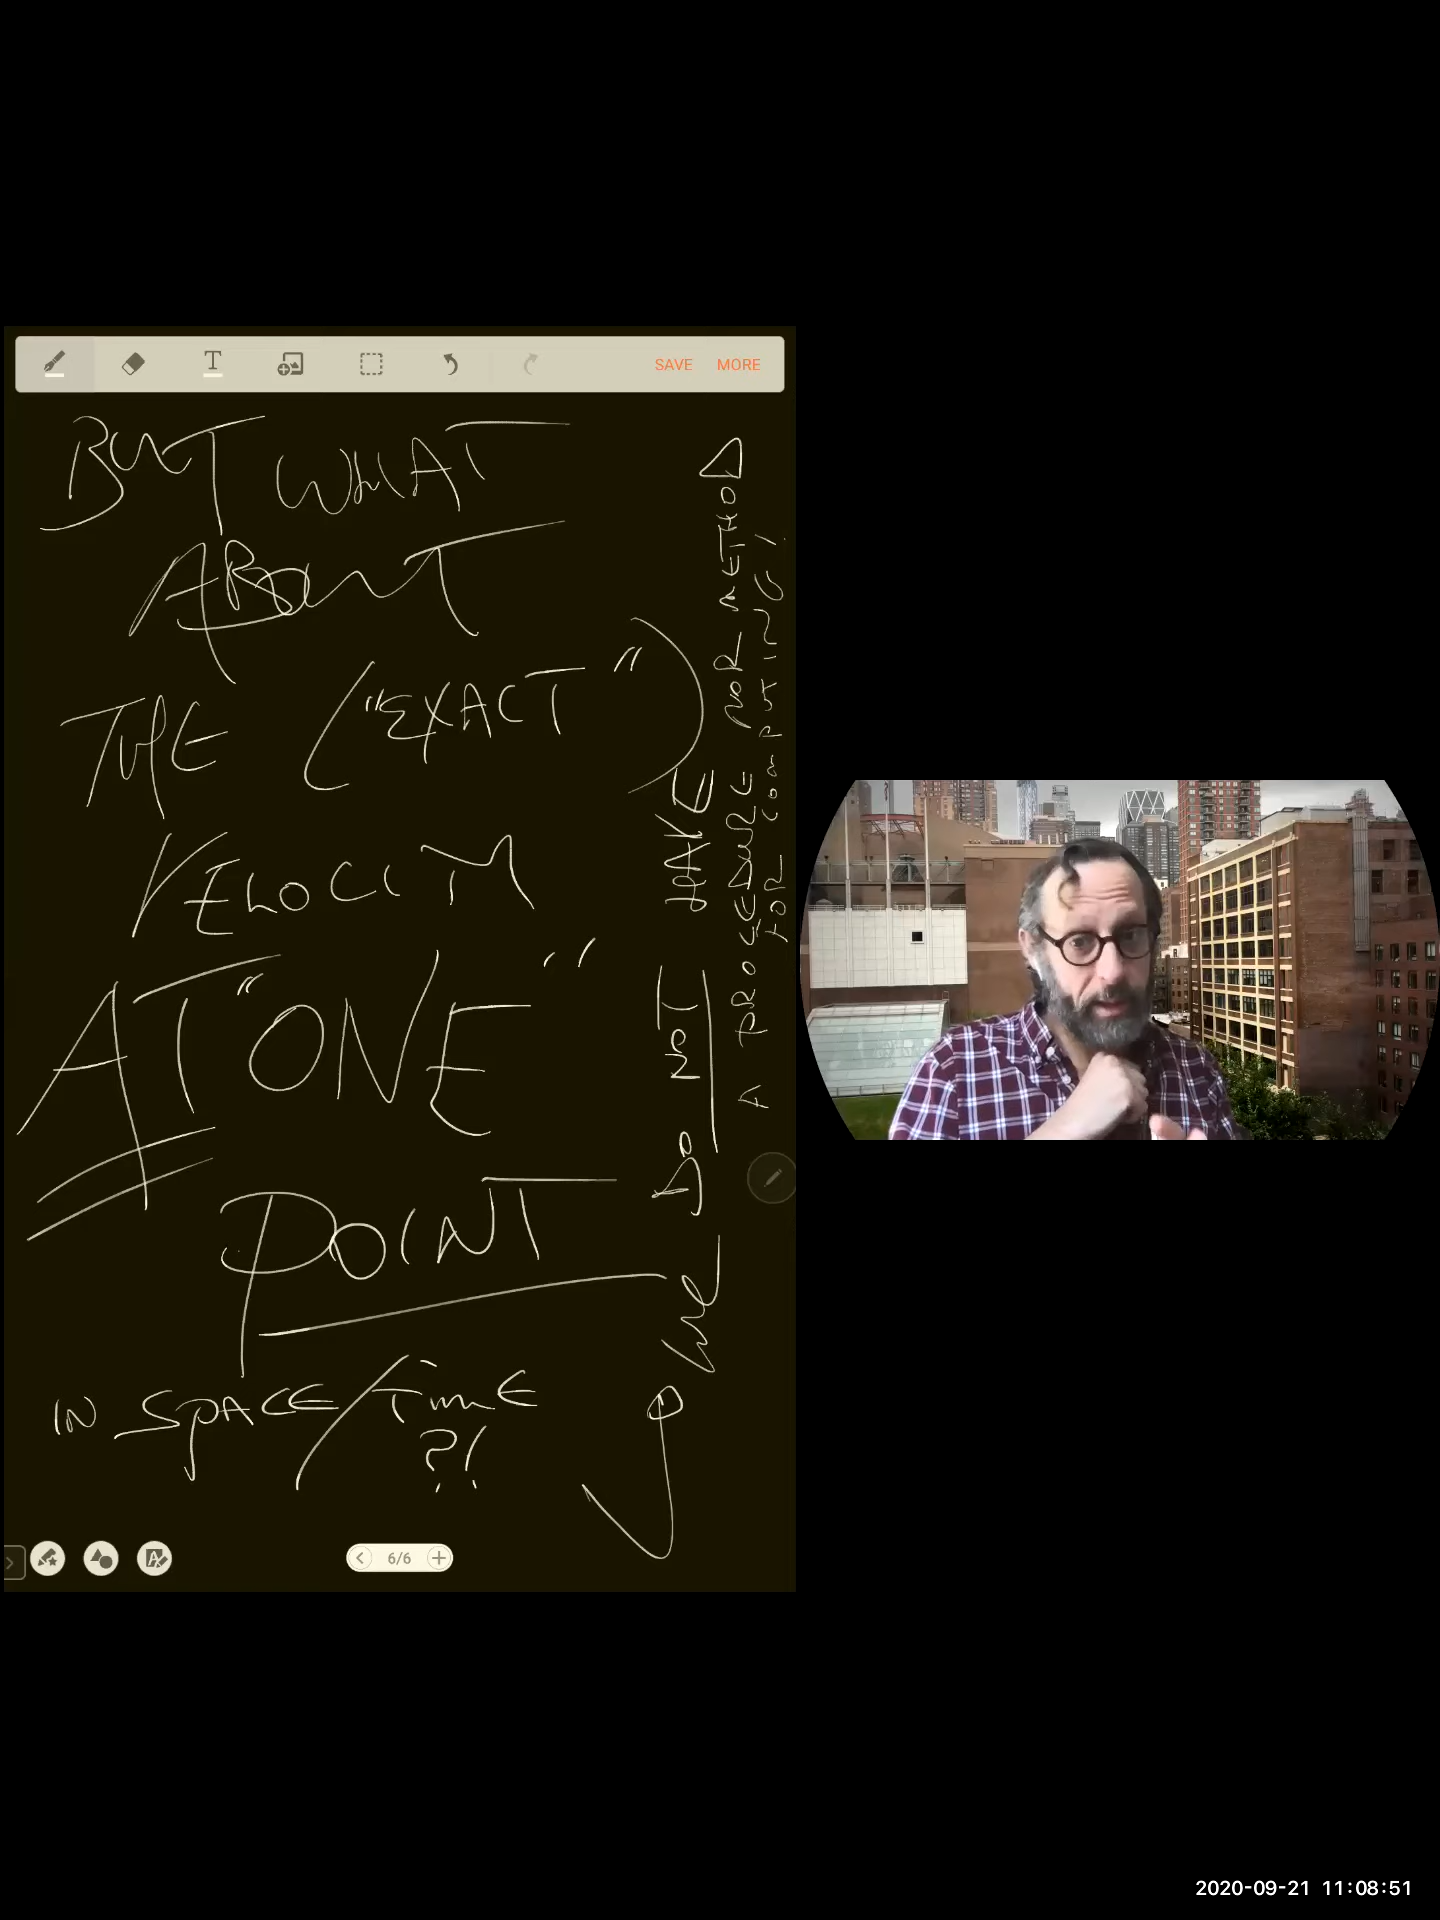 T
SAVE MORE
BUT WHAT
ABOUT
THE ("EXACT")
VELOCITY
AT "ONE"
POINT
IN SPACE/TIME
?!
WE DO NOT HAVE
A PROCEDURE NOR METHOD
FOR COMPUTING!
6/6
2020-09-21 11:08:51